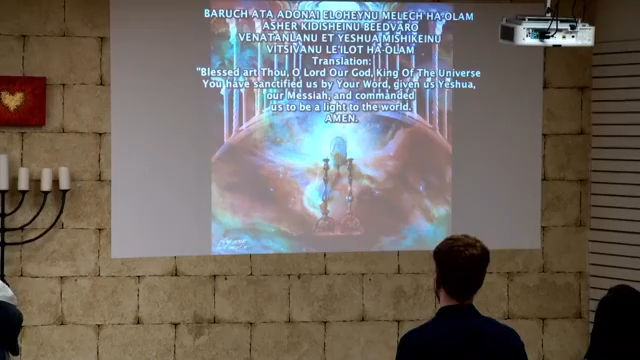 BARUCH ATA ADONAI ELOHEYNU MELECH HA'OLAM
ASHER KIDISHEINU BEEDVARO
VENATANLANU ET YESHUA MISHIKEINU
VITSIVANU LE'ILOT HA'OLAM
Translation:
"Blessed art Thou, O Lord Our God, King Of The Universe
You have sanctified us by Your Word, given us Yeshua,
our Messiah, and commanded
us to be a light to the world.
AMEN.